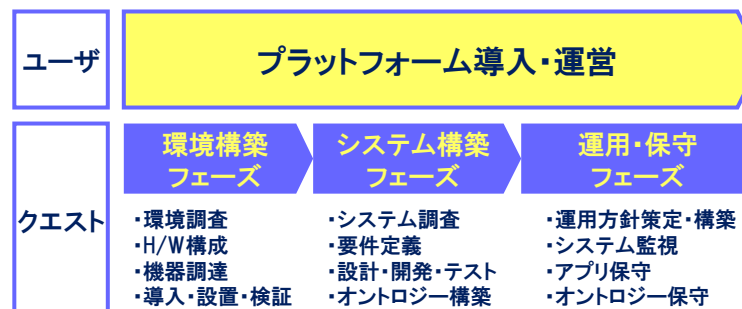 ユーザ
プラットフォーム導入・運営
クエスト
環境構築
フェーズ
・環境調査
・H/W構成
・機器調達
・導入・設置・検証
システム構築
フェーズ
・システム調査
・要件定義
・設計・開発・テスト
・オントロジー構築
運用・保守
フェーズ
・運用方針策定・構築
・システム監視
・アプリ保守
・オントロジー保守